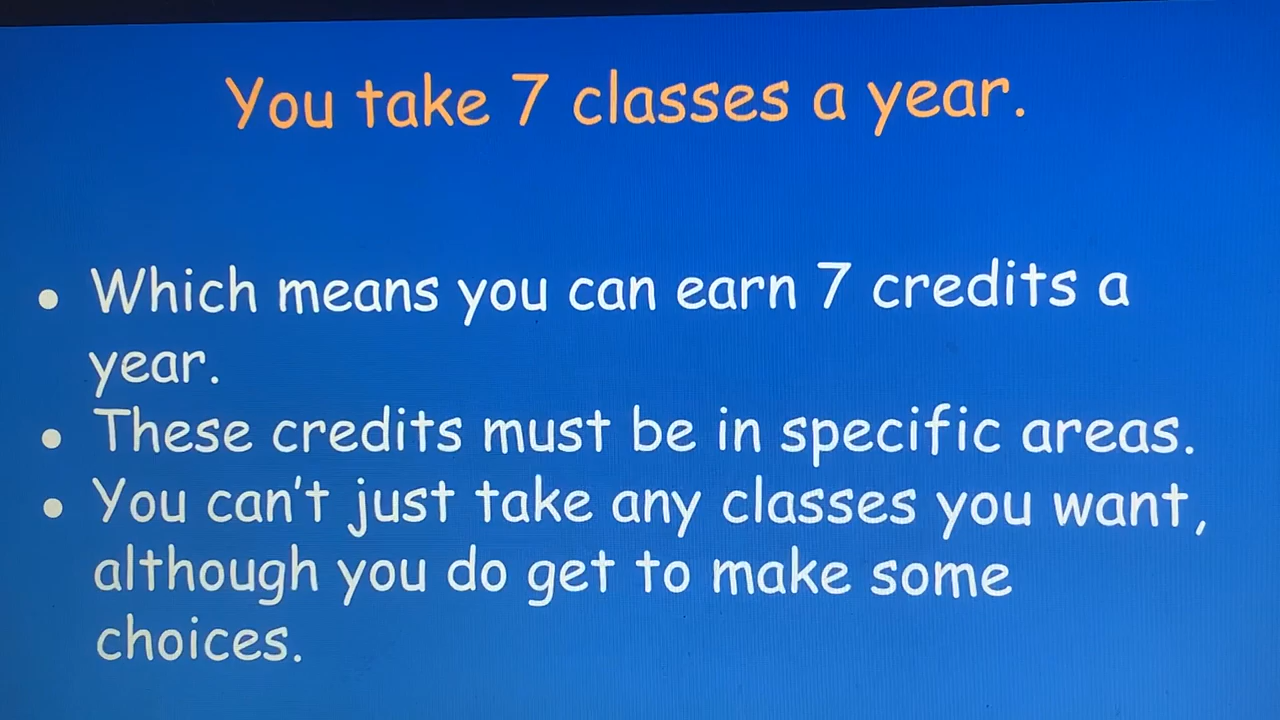 You take 7 classes a year.
• Which means you can earn 7 credits a
year.
• These credits must be in specific areas.
• You can't just take any classes you want,
although you do get to make some
choices.